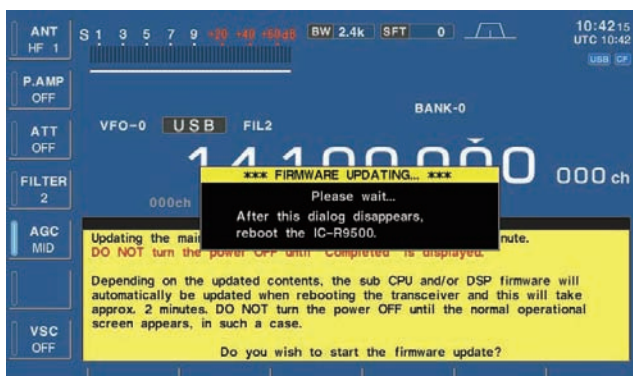 ANT
HF 1
S 1 3 5 7 9 +20 +40 +60dB
BW 2.4k SFT 0
10:42 15
UTC 10:42
USB CF
P.AMP
OFF
BANK-0
VFO-0 USB FIL2
ATT
OFF
000 ch
FILTER
2
000ch
*** FIRMWARE UPDATING... ***
Please wait...
After this dialog disappears,
reboot the IC-R9500.
AGC
MID
Updating the mai nute.
DO NOT turn the power OFF until "Completed" is displayed.
Depending on the updated contents, the sub CPU and/or DSP firmware will
automatically be updated when rebooting the transceiver and this will take
approx. 2 minutes. DO NOT turn the power OFF until the normal operational
screen appears, in such a case.
VSC
OFF
Do you wish to start the firmware update?